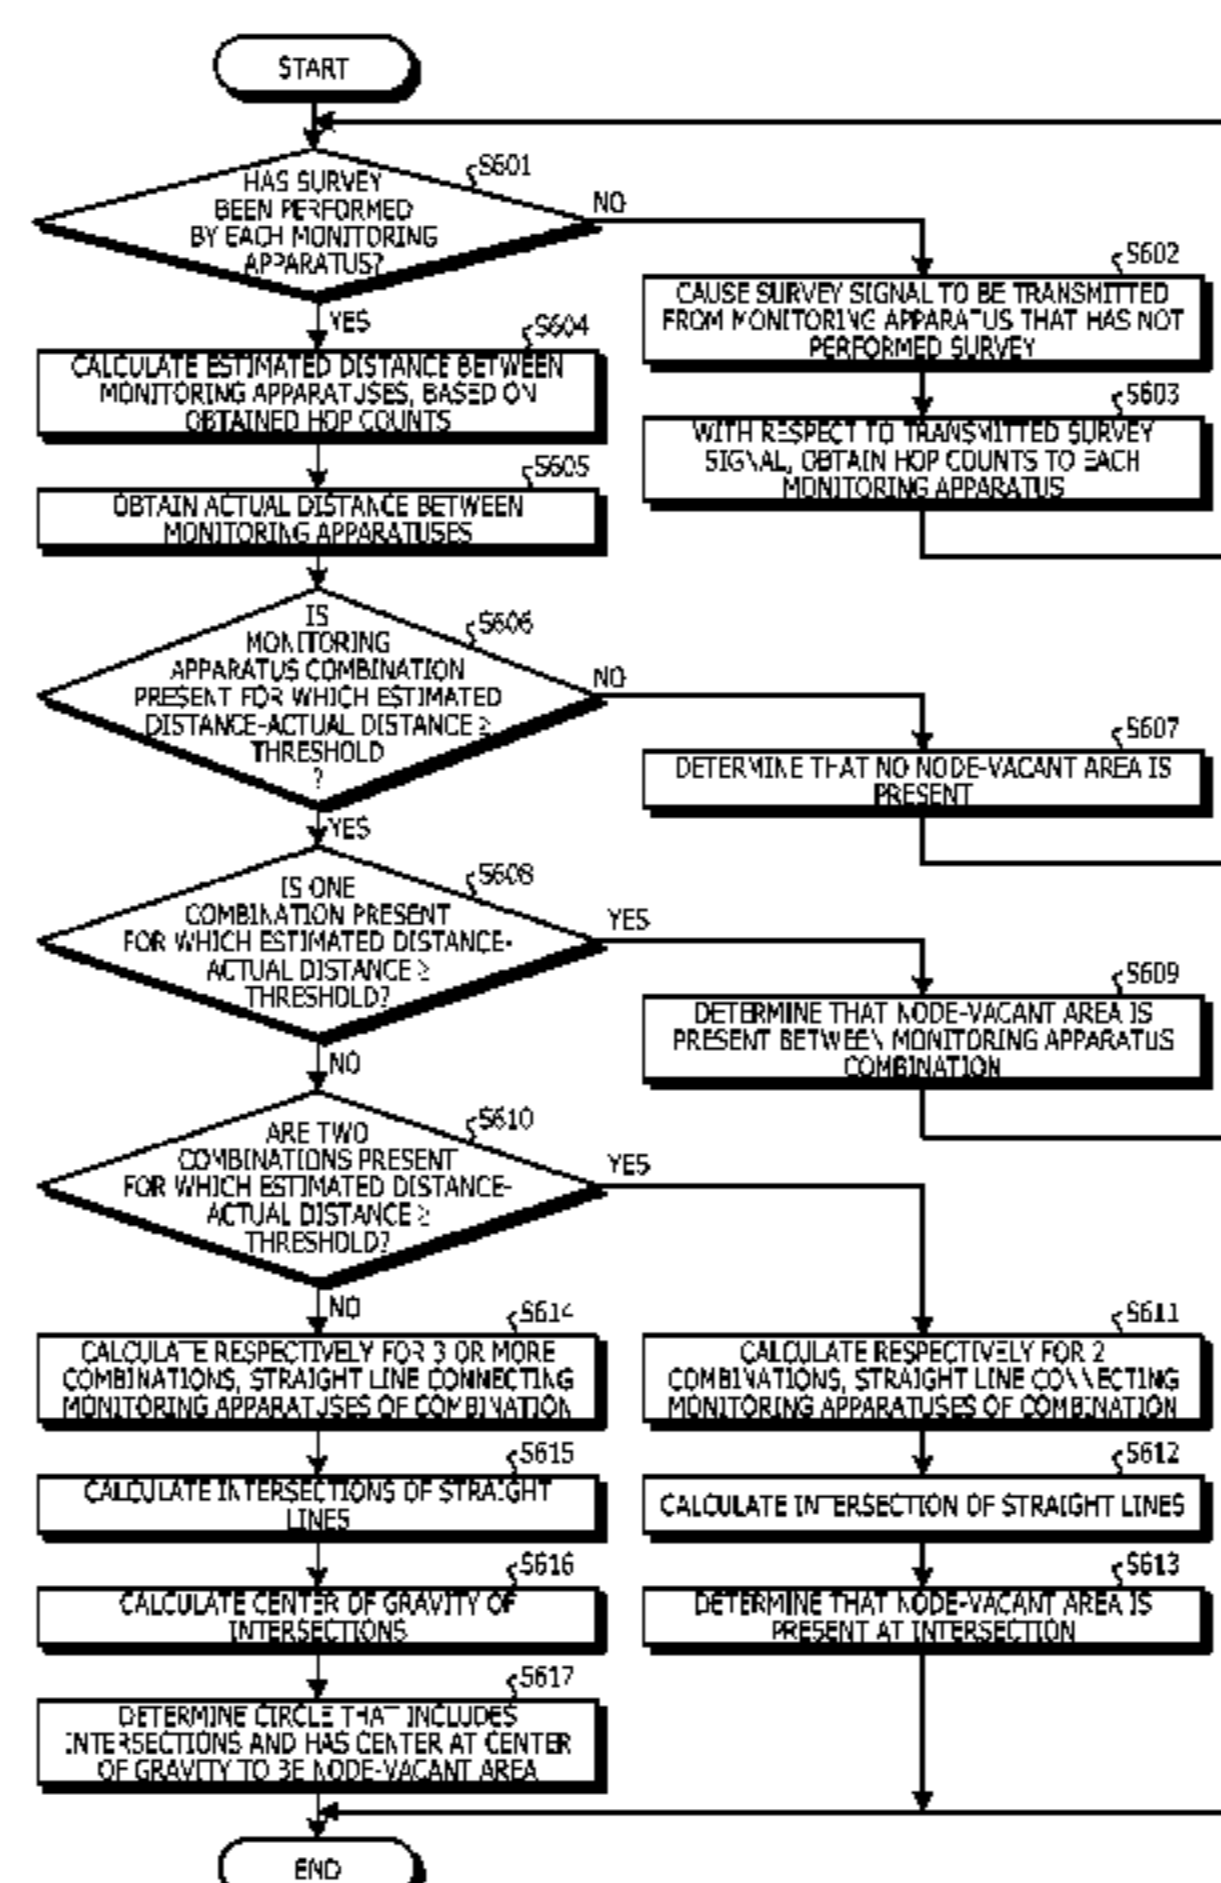 START
S601
HAS SURVEY
BEEN PERFORMED
BY EACH MONITORING
APPARATUS?
NO
YES
S602
CAUSE SURVEY SIGNAL TO BE TRANSMITTED
FROM MONITORING APPARATUS THAT HAS NOT
PERFORMED SURVEY
S603
WITH RESPECT TO TRANSMITTED SURVEY
SIGNAL, OBTAIN HOP COUNTS TO EACH
MONITORING APPARATUS
S604
CALCULATE ESTIMATED DISTANCE BETWEEN
MONITORING APPARATUSES, BASED ON
OBTAINED HOP COUNTS
S605
OBTAIN ACTUAL DISTANCE BETWEEN
MONITORING APPARATUSES
S606
IS
MONITORING
APPARATUS COMBINATION
PRESENT FOR WHICH ESTIMATED
DISTANCE-ACTUAL DISTANCE ≥
THRESHOLD
?
NO
YES
S607
DETERMINE THAT NO NODE-VACANT AREA IS
PRESENT
S608
IS ONE
COMBINATION PRESENT
FOR WHICH ESTIMATED DISTANCE-
ACTUAL DISTANCE ≥
THRESHOLD?
YES
NO
S609
DETERMINE THAT NODE-VACANT AREA IS
PRESENT BETWEEN MONITORING APPARATUS
COMBINATION
S610
ARE TWO
COMBINATIONS PRESENT
FOR WHICH ESTIMATED DISTANCE-
ACTUAL DISTANCE ≥
THRESHOLD?
YES
NO
S611
CALCULATE RESPECTIVELY FOR 2
COMBINATIONS, STRAIGHT LINE CONNECTING
MONITORING APPARATUSES OF COMBINATION
S612
CALCULATE INTERSECTION OF STRAIGHT LINES
S613
DETERMINE THAT NODE-VACANT AREA IS
PRESENT AT INTERSECTION
S614
CALCULATE RESPECTIVELY FOR 3 OR MORE
COMBINATIONS, STRAIGHT LINE CONNECTING
MONITORING APPARATUSES OF COMBINATION
S615
CALCULATE INTERSECTIONS OF STRAIGHT
LINES
S616
CALCULATE CENTER OF GRAVITY OF
INTERSECTIONS
S617
DETERMINE CIRCLE THAT INCLUDES
INTERSECTIONS AND HAS CENTER AT CENTER
OF GRAVITY TO BE NODE-VACANT AREA
END